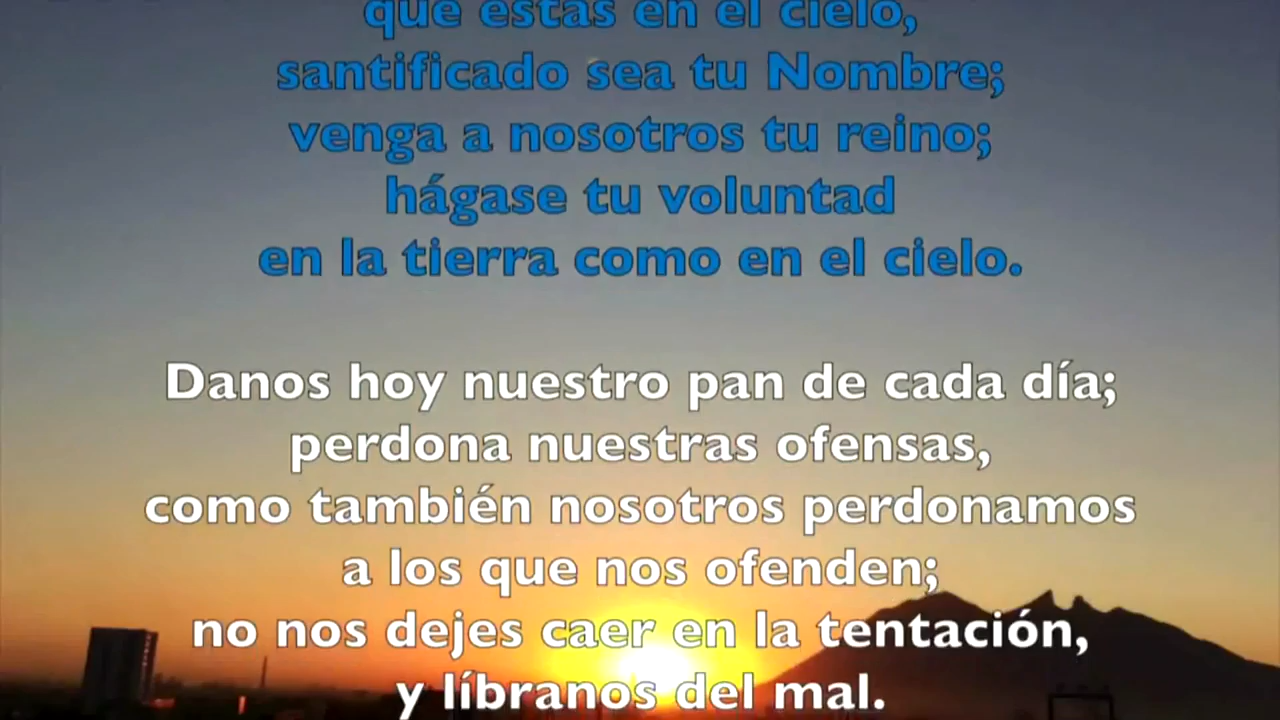 que estás en el cielo,
santificado sea tu Nombre;
venga a nosotros tu reino;
hágase tu voluntad
en la tierra como en el cielo.
Danos hoy nuestro pan de cada día;
perdona nuestras ofensas,
como también nosotros perdonamos
a los que nos ofenden;
no nos dejes caer en la tentación,
y líbranos del mal.